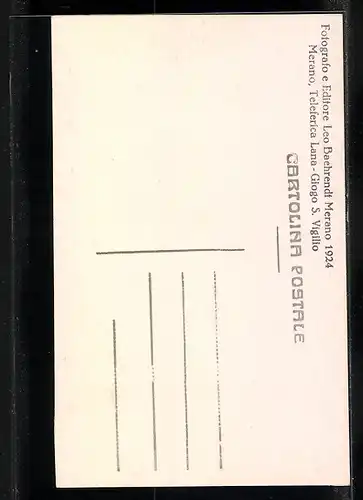 Fotografo e Editore Leo Baehrendt Merano 1924
Merano, Teleferica Lana - Giogo S. Vigilio
CARTOLINA POSTALE